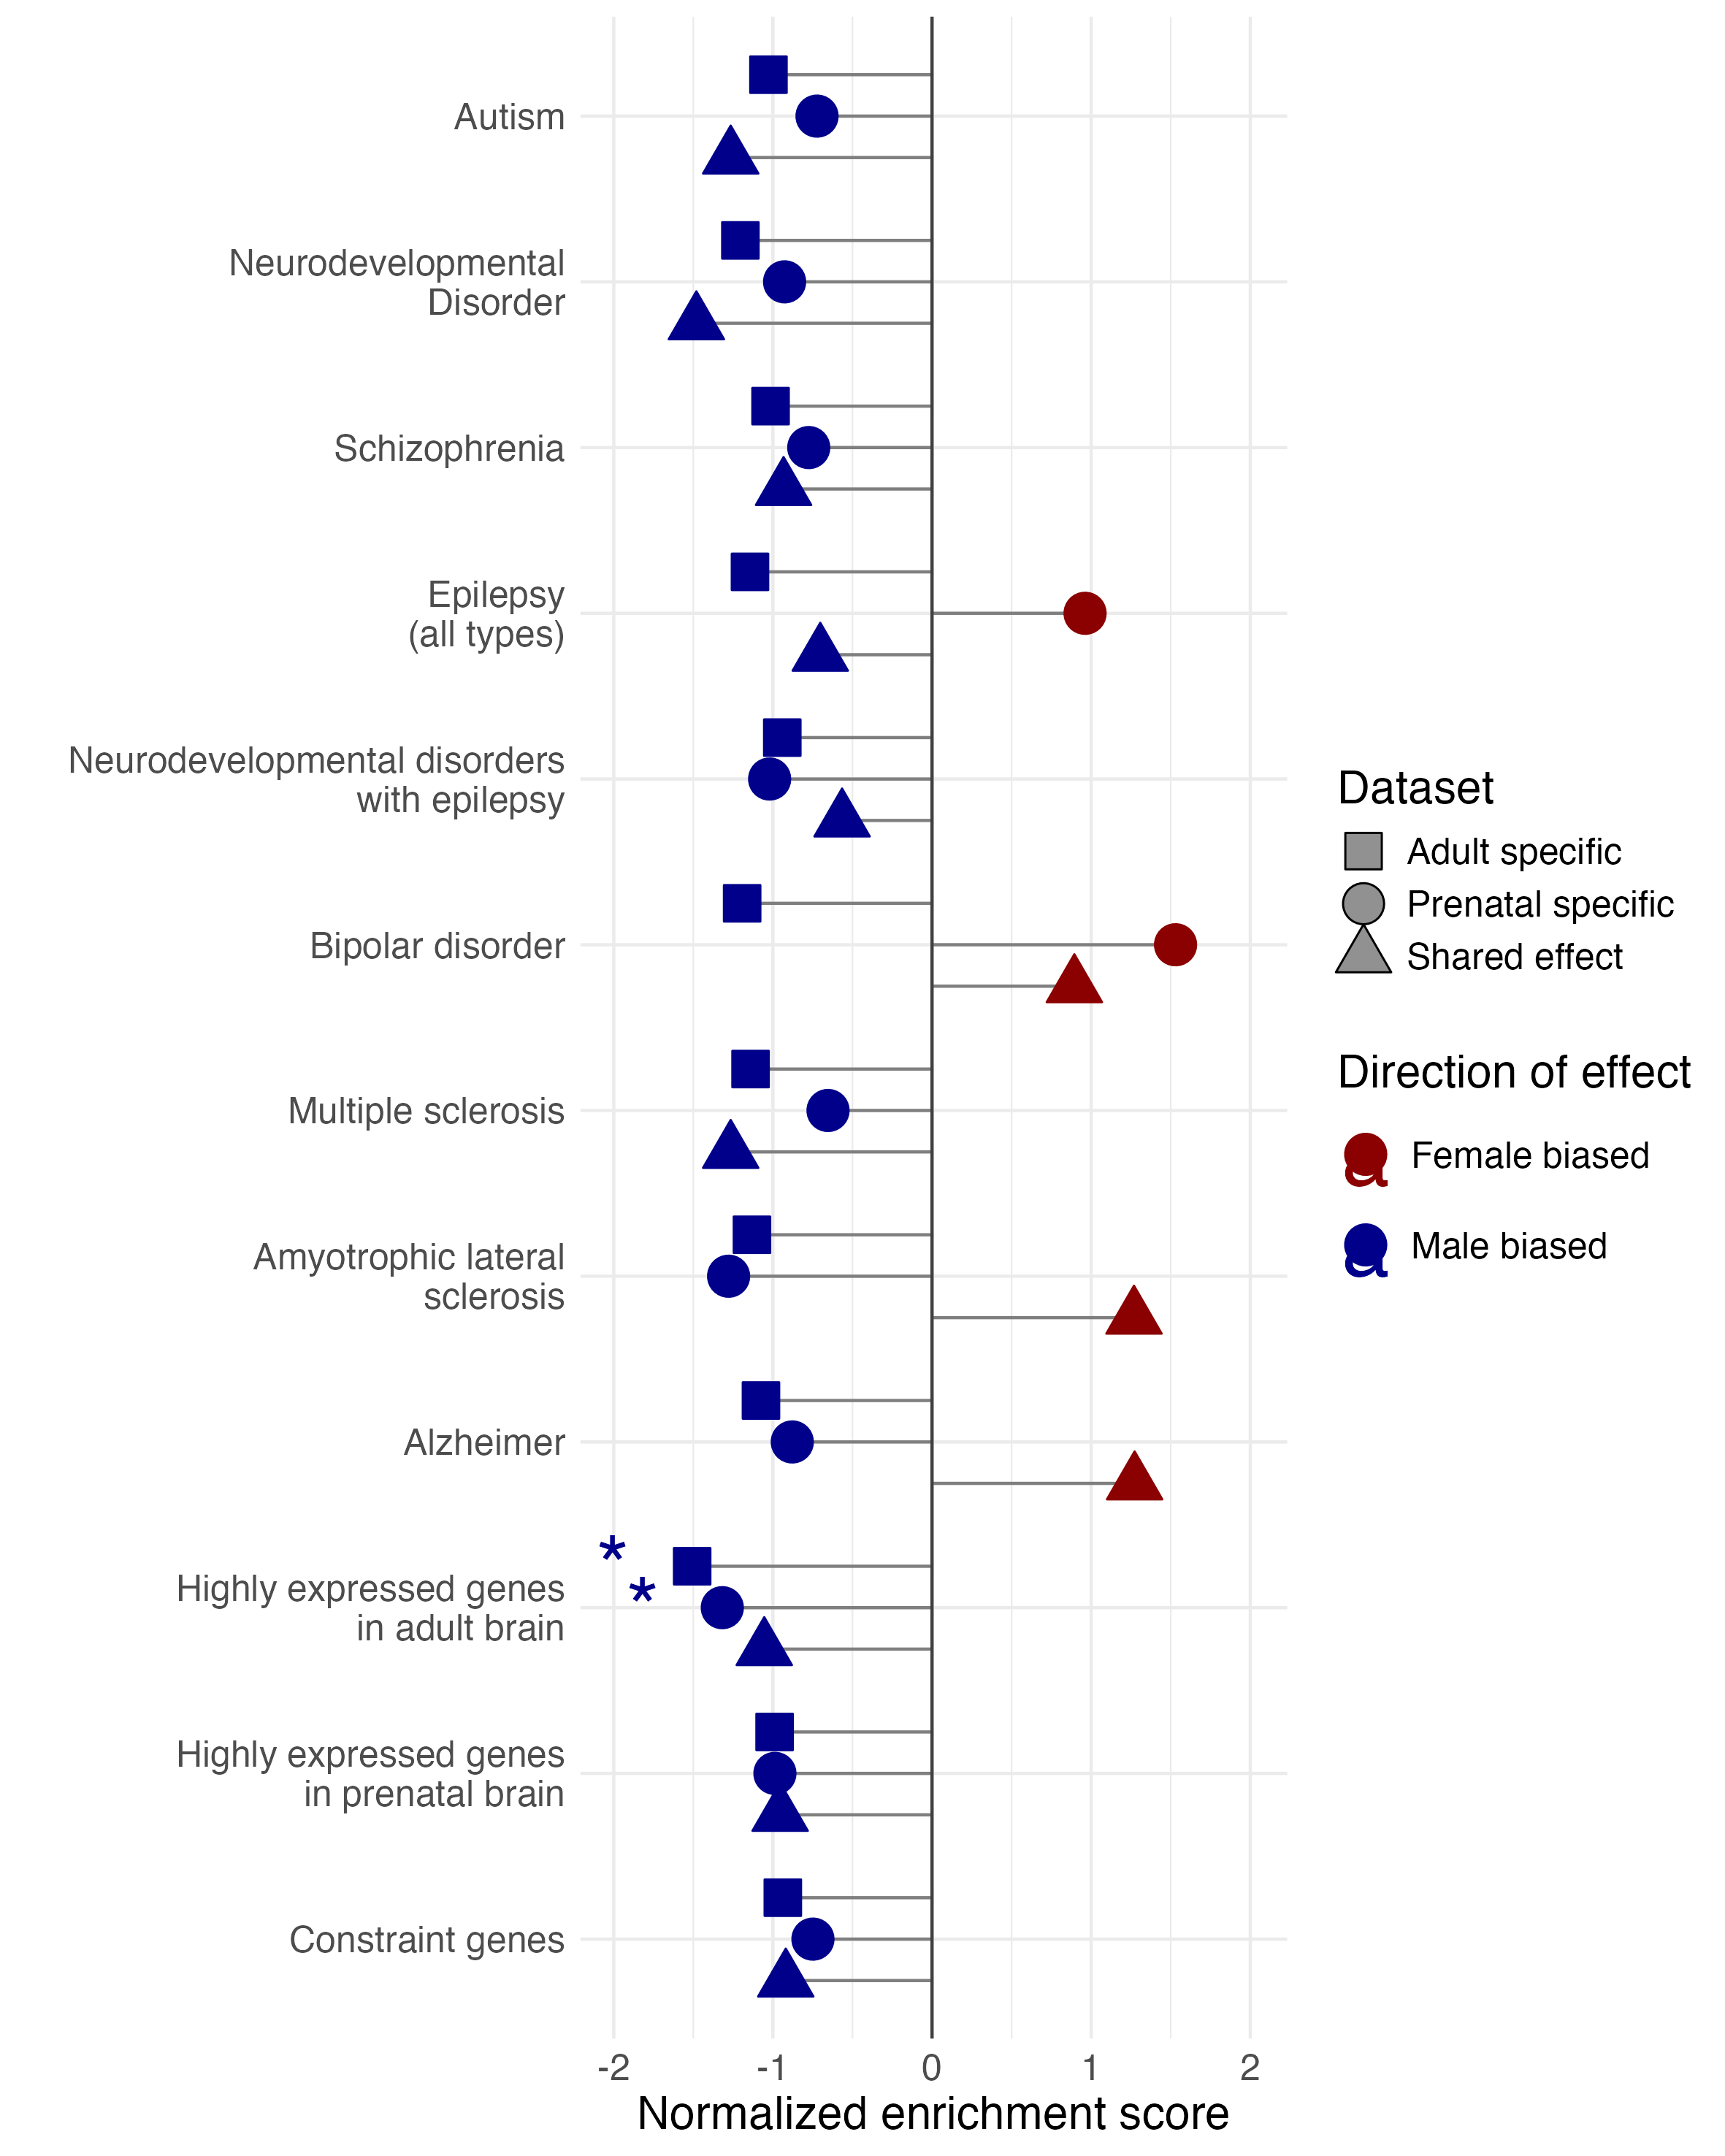 Autism
Neurodevelopmental
Disorder
Schizophrenia
Epilepsy
(all types)
Neurodevelopmental disorders
with epilepsy
Bipolar disorder
Multiple sclerosis
Amyotrophic lateral
sclerosis
Alzheimer
*
*
Highly expressed genes
in adult brain
Highly expressed genes
in prenatal brain
Constraint genes
-2 -1 0 1 2
Normalized enrichment score
Dataset
Adult specific
Prenatal specific
Shared effect
Direction of effect
a Female biased
a Male biased